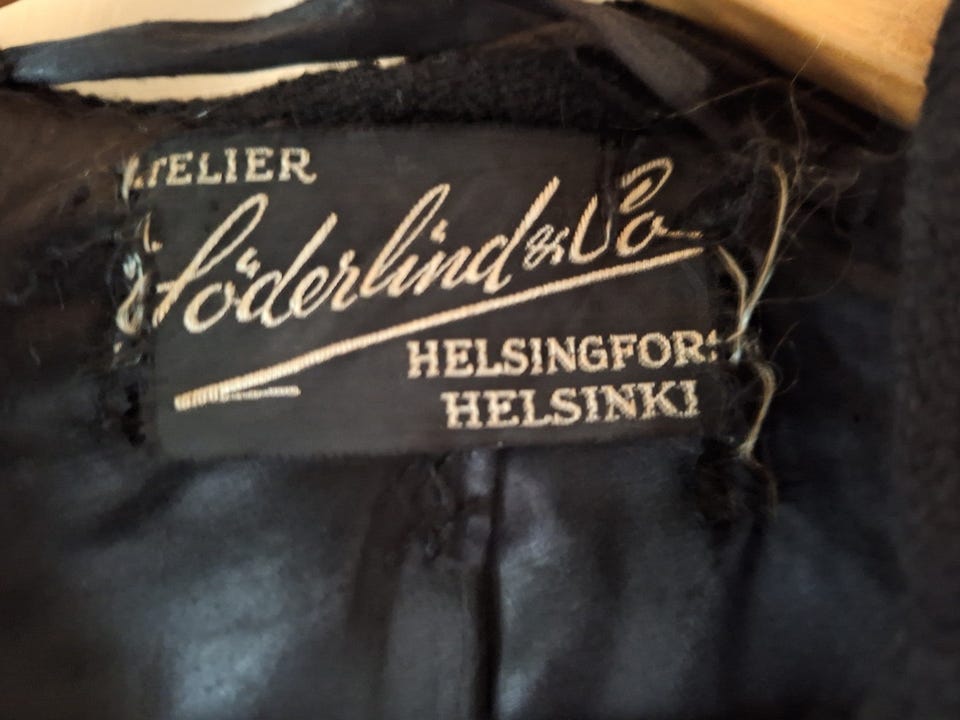 ATELIER
Söderlind & Co
HELSINGFORS
HELSINKI